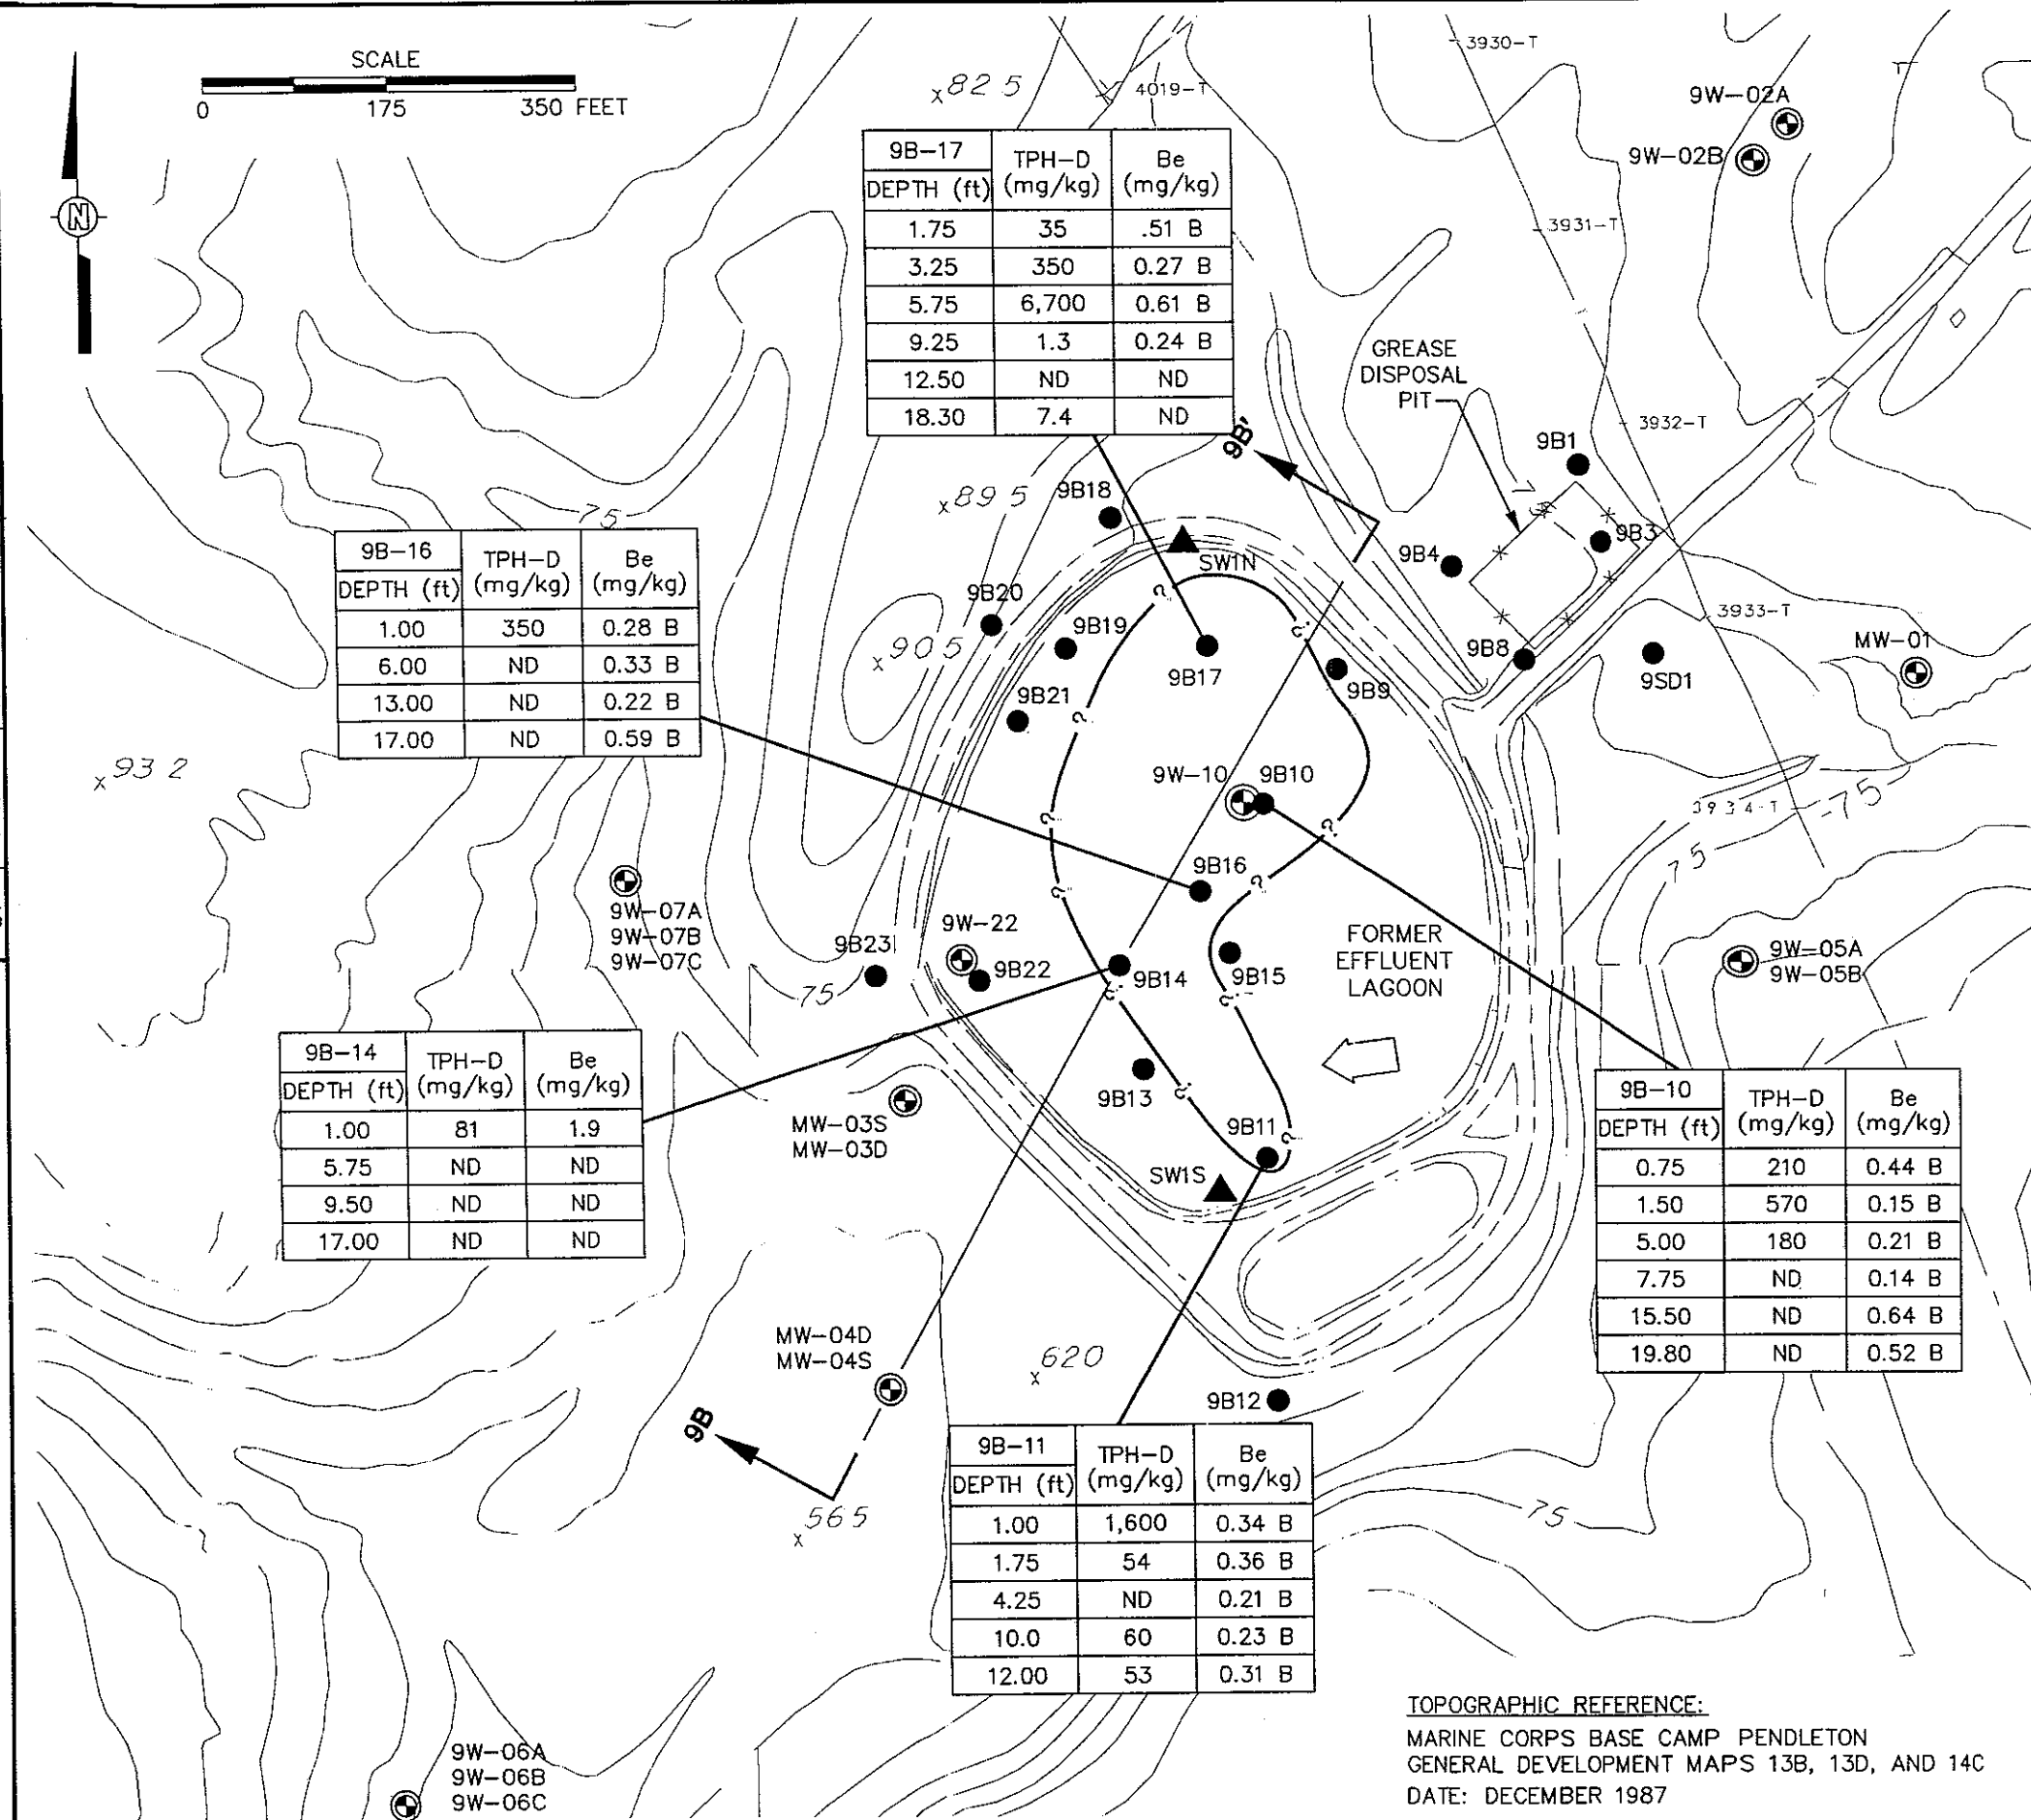 SCALE
0 175 350 FEET
N
x825
4019-T
3930-T
9W-02A
9W-02B
3931-T
9B-17 TPH-D (mg/kg) Be (mg/kg)
DEPTH (ft)
1.75 35 .51 B
3.25 350 0.27 B
5.75 6,700 0.61 B
9.25 1.3 0.24 B
12.50 ND ND
18.30 7.4 ND
GREASE
DISPOSAL
PIT
3932-T
9B'
9B1
75
x895
9B18
75
9B3
9B4
SW1N
9B-16 TPH-D (mg/kg) Be (mg/kg)
DEPTH (ft)
1.00 350 0.28 B
6.00 ND 0.33 B
13.00 ND 0.22 B
17.00 ND 0.59 B
9B20
9B19
x905
9B17
9B21
9B9
9B8
9SD1
3933-T
MW-01
x932
9W-10 9B10
3934-T
75
75
9B16
9W-07A
9W-07B
9W-07C
9B23
9W-22
9B22
75
9B14
9B15
FORMER
EFFLUENT
LAGOON
9W-05A
9W-05B
9B-14 TPH-D (mg/kg) Be (mg/kg)
DEPTH (ft)
1.00 81 1.9
5.75 ND ND
9.50 ND ND
17.00 ND ND
MW-03S
MW-03D
9B13
9B11
SW1S
9B-10 TPH-D (mg/kg) Be (mg/kg)
DEPTH (ft)
0.75 210 0.44 B
1.50 570 0.15 B
5.00 180 0.21 B
7.75 ND 0.14 B
15.50 ND 0.64 B
19.80 ND 0.52 B
MW-04D
MW-04S
x620
9B12
9B
x565
75
9B-11 TPH-D (mg/kg) Be (mg/kg)
DEPTH (ft)
1.00 1,600 0.34 B
1.75 54 0.36 B
4.25 ND 0.21 B
10.0 60 0.23 B
12.00 53 0.31 B
9W-06A
9W-06B
9W-06C
TOPOGRAPHIC REFERENCE:
MARINE CORPS BASE CAMP PENDLETON
GENERAL DEVELOPMENT MAPS 13B, 13D, AND 14C
DATE: DECEMBER 1987